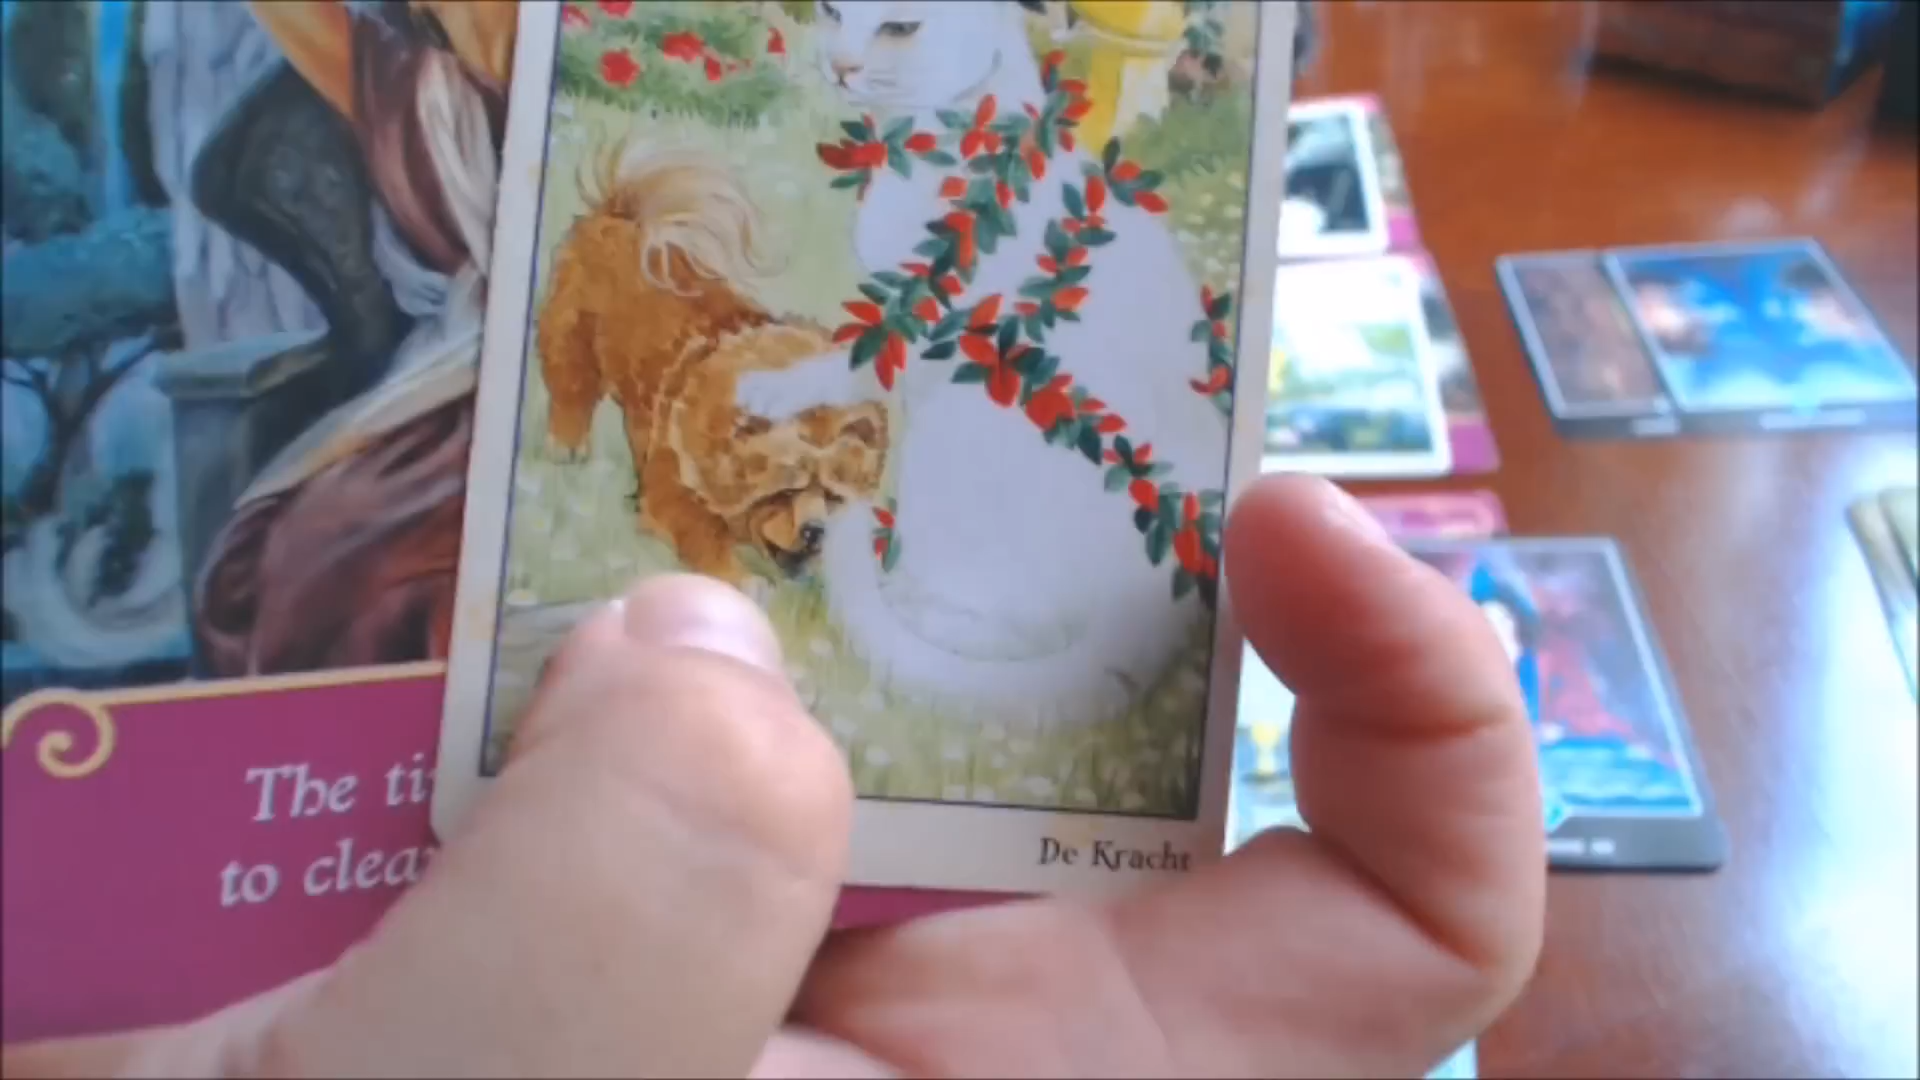 The ti
to clea
De Kracht